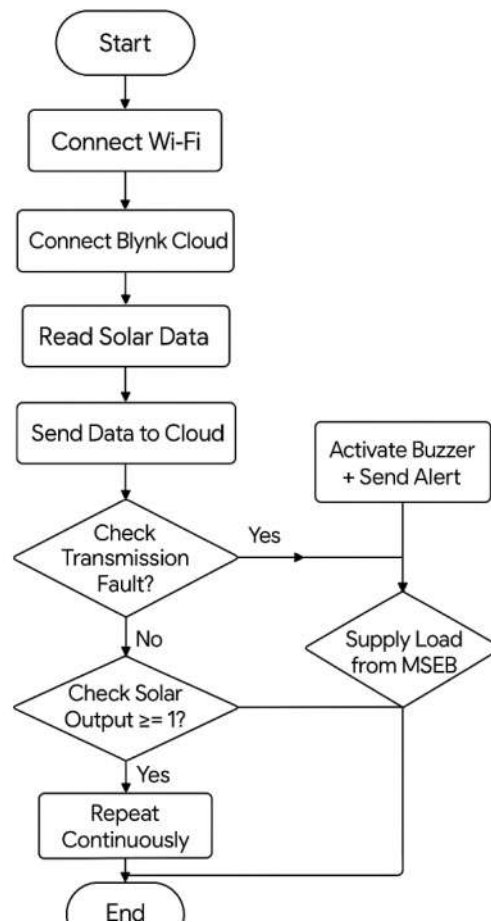 Start
Connect Wi-Fi
Connect Blynk Cloud
Read Solar Data
Send Data to Cloud
Activate Buzzer
+ Send Alert
Check
Transmission
Fault?
Yes
No
Supply Load
from MSEB
Check Solar
Output ≥= 1?
Yes
Repeat
Continuously
End